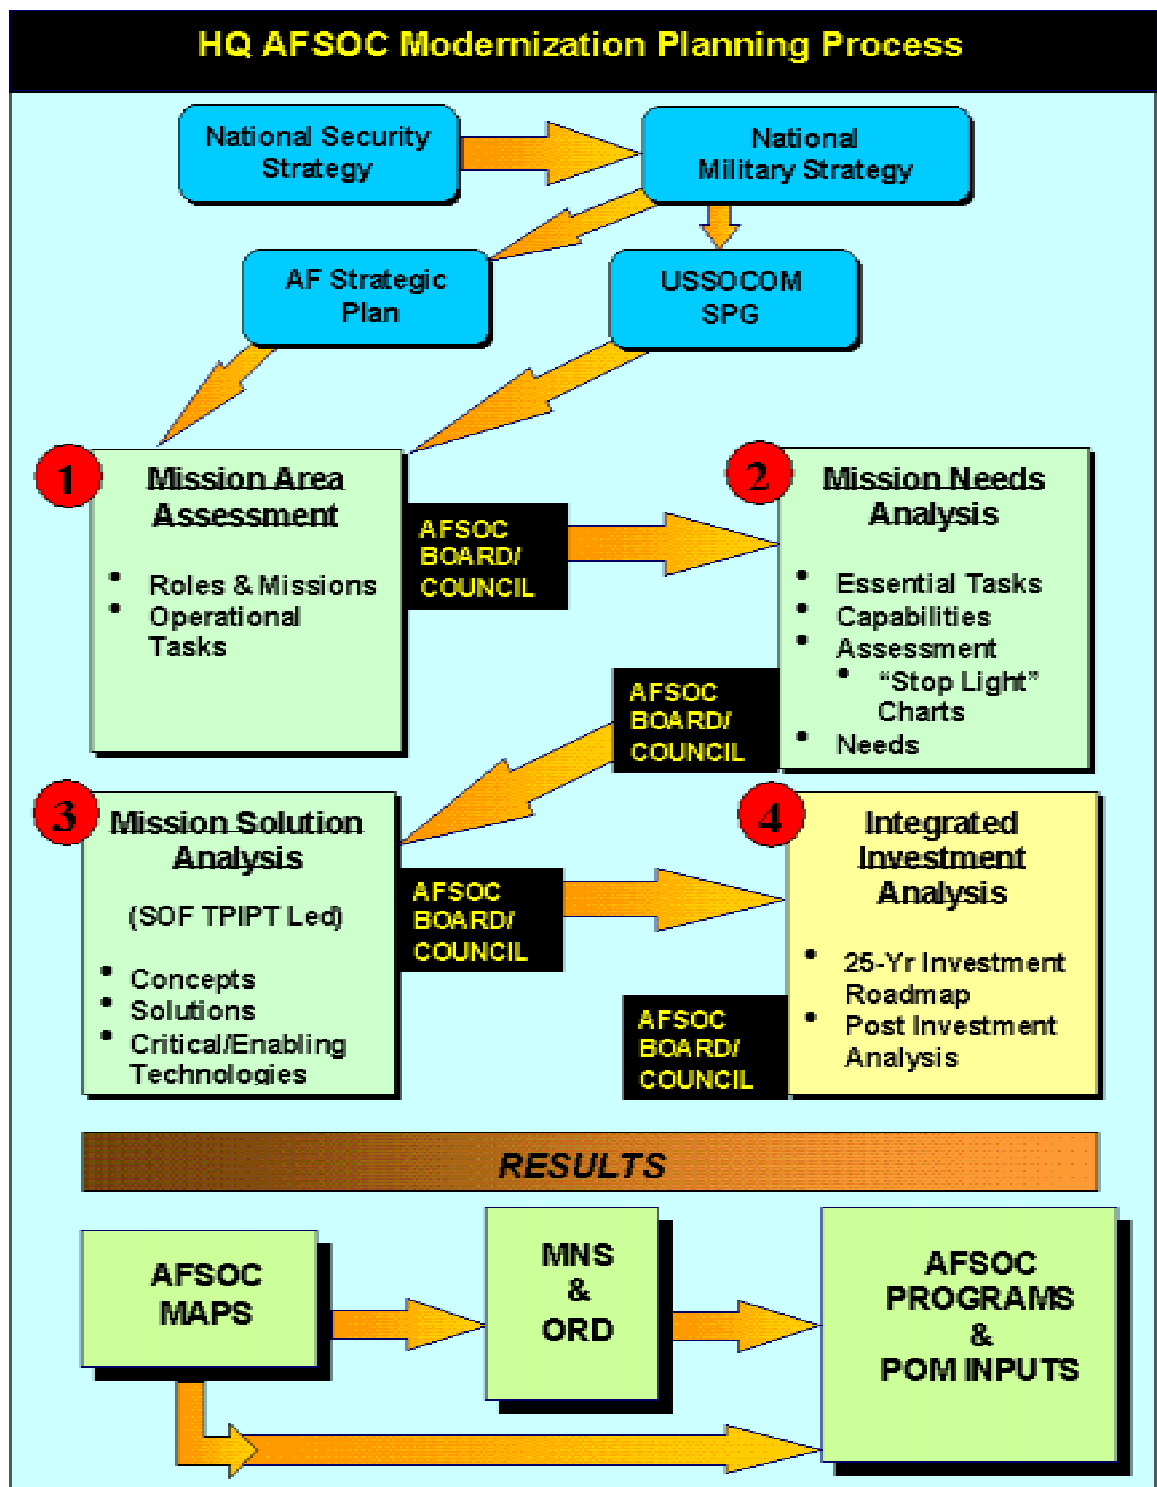 HQ AFSOC Modernization Planning Process
National Security
Strategy
National
Military Strategy
AF Strategic
Plan
USSOCOM
SPG
1
Mission Area
Assessment
• Roles & Missions
• Operational
Tasks
AFSOC
BOARD/
COUNCIL
2
Mission Needs
Analysis
• Essential Tasks
• Capabilities
• Assessment
• “Stop Light”
Charts
• Needs
AFSOC
BOARD/
COUNCIL
3
Mission Solution
Analysis
(SOF TPIPT Led)
• Concepts
• Solutions
• Critical/Enabling
Technologies
AFSOC
BOARD/
COUNCIL
4
Integrated
Investment
Analysis
• 25-Yr Investment
Roadmap
• Post Investment
Analysis
AFSOC
BOARD/
COUNCIL
RESULTS
AFSOC
MAPS
MNS
&
ORD
AFSOC
PROGRAMS
&
POM INPUTS